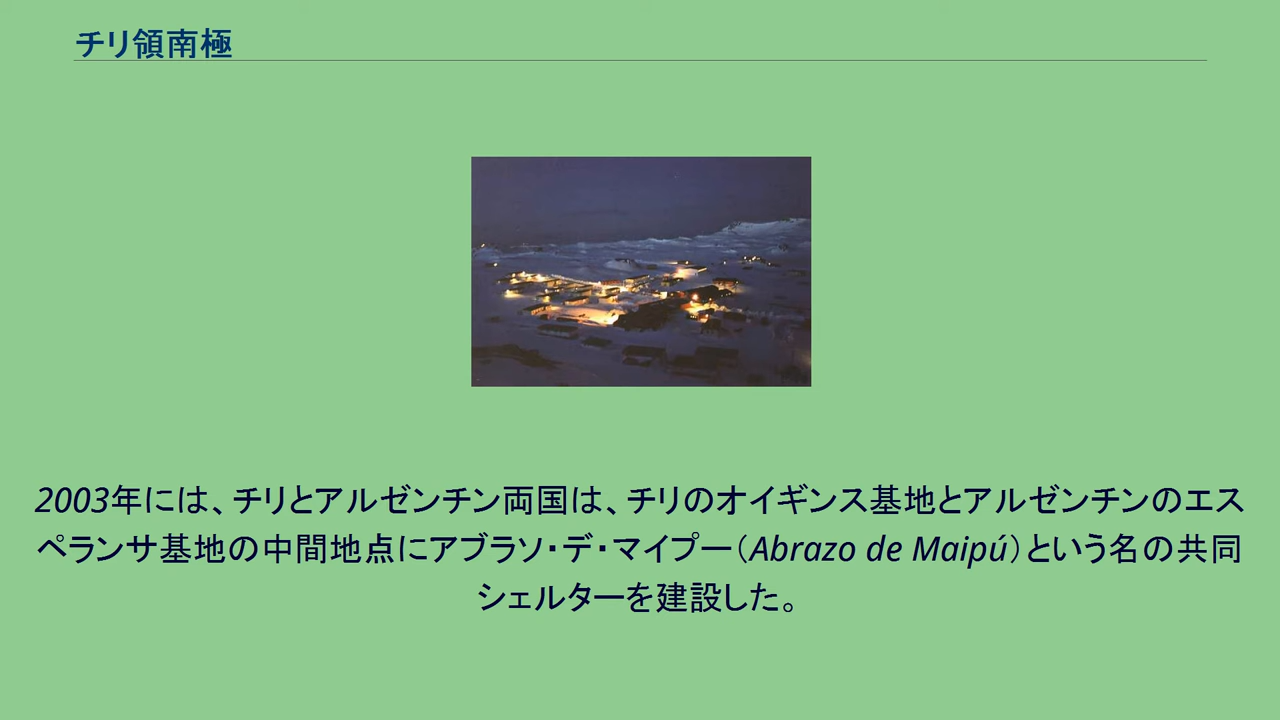 チリ領南極
2003年には、チリとアルゼンチン両国は、チリのオイギンス基地とアルゼンチンのエス
ペランサ基地の中間地点にアブラソ・デ・マイプー（Abrazo de Maipú）という名の共同
シェルターを建設した。